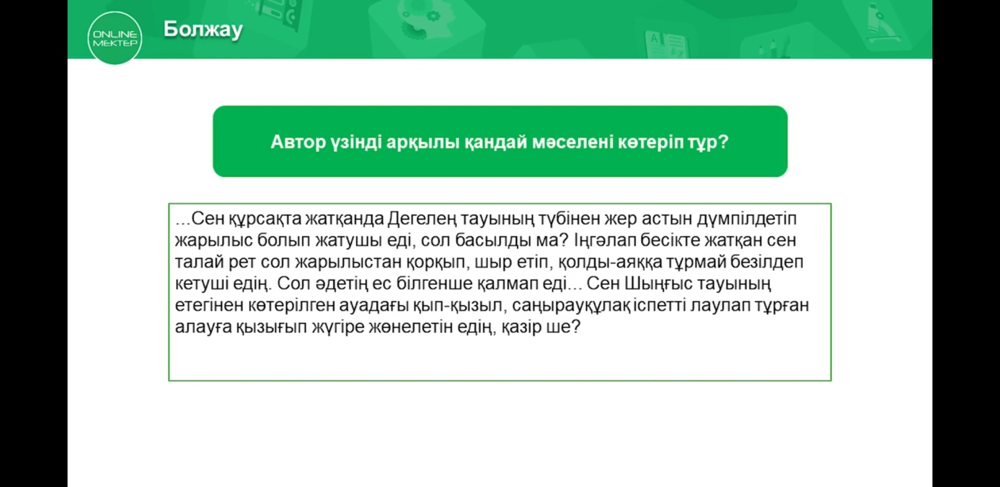 ONLINE
МЕКТЕР
Болжау
Автор үзінді арқылы қандай мәселені көтеріп тұр?
...Сен құрсақта жатқанда Дегелең тауының түбінен жер астын дүмпілдетіп
жарылыс болып жатушы еді, сол басылды ма? Іңгәлап бесікте жатқан сен
талай рет сол жарылыстан қорқып, шыр етіп, қолды-аяққа тұрмай безілдеп
кетуші едің. Сол әдетің ес білгенше қалмап еді... Сен Шыңғыс тауының
етегінен көтерілген ауадағы қып-қызыл, саңырауқұлақ іспетті лаулап тұрған
алауға қызығып жүгіре жөнелетін едің, қазір ше?